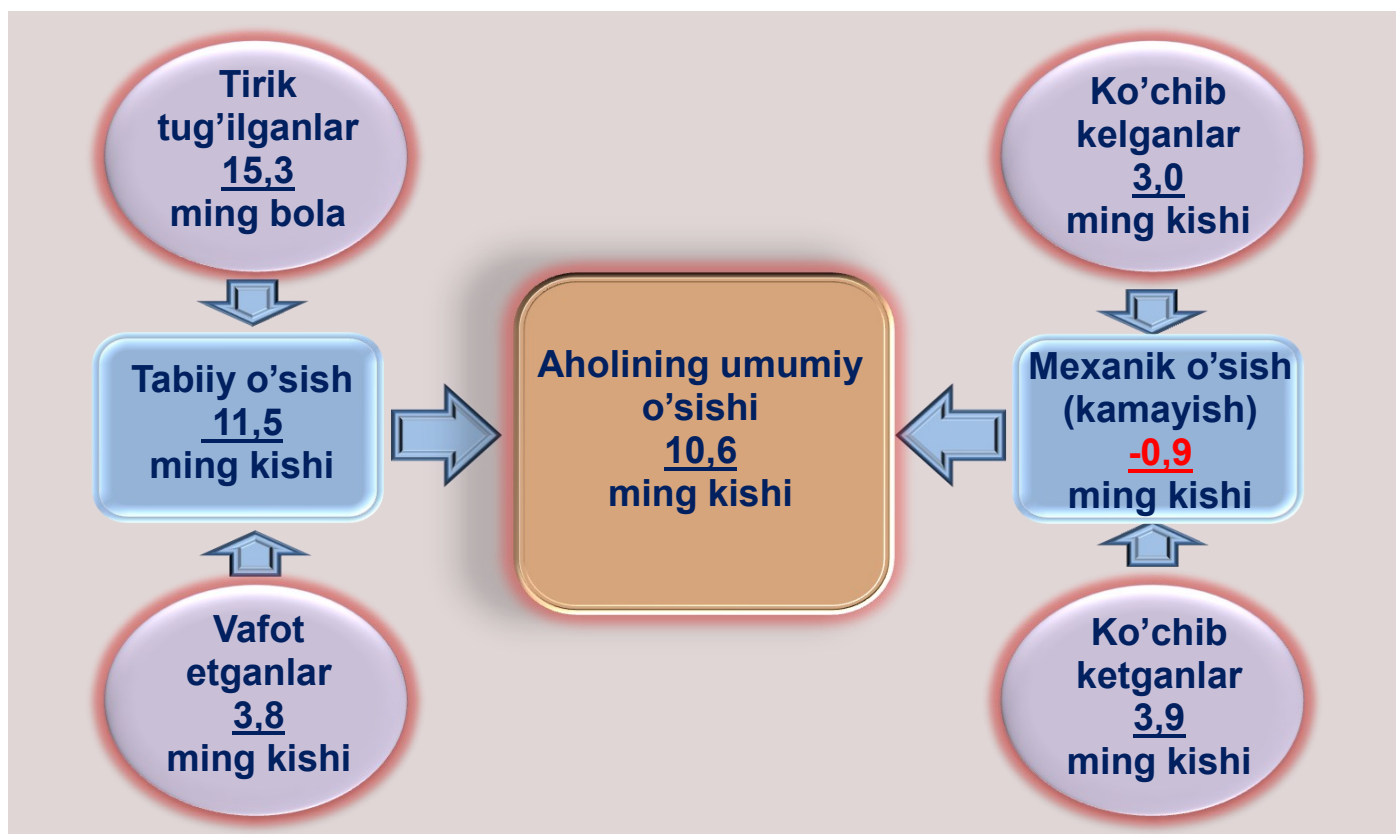 Tirik
tug’ilganlar
15,3
ming bola
Tabiiy o’sish
11,5
ming kishi
Vafot
etganlar
3,8
ming kishi
Aholining umumiy
o’sishi
10,6
ming kishi
Ko’chib
kelganlar
3,0
ming kishi
Mexanik o’sish
(kamayish)
-0,9
ming kishi
Ko’chib
ketganlar
3,9
ming kishi